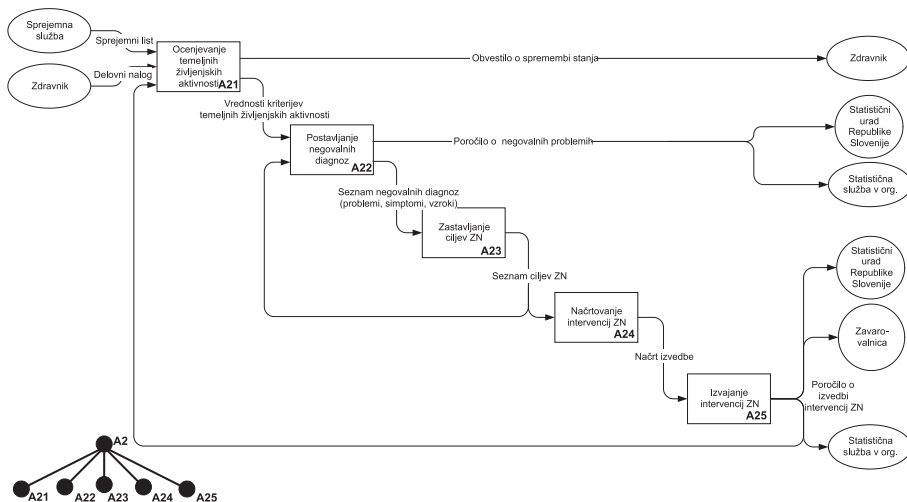 Sprejemna
služba
Sprejemni list
Delovni nalog
Zdravnik
Ocenjevanje
temeljnih
življenjskih
aktivnosti
A21
Obvestilo o spremembi stanja
Zdravnik
Vrednosti kriterijev
temeljnih življenjskih aktivnosti
Postavljanje
negovalnih
diagnoz
A22
Poročilo o negovalnih problemih
Statistični
urad
Republike
Slovenije
Statistična
služba v org.
Seznam negovalnih diagnoz
(problemi, simptomi, vzroki)
Zastavljanje
ciljev ZN
A23
Seznam ciljev ZN
Načrtovanje
intervencij ZN
A24
Načrt izvedbe
Izvajanje
intervencij ZN
A25
Statistični
urad
Republike
Slovenije
Zavaro-
valnica
Poročilo o
izvedbi
intervencij ZN
Statistična
služba v org.
A2
A21 A22 A23 A24 A25